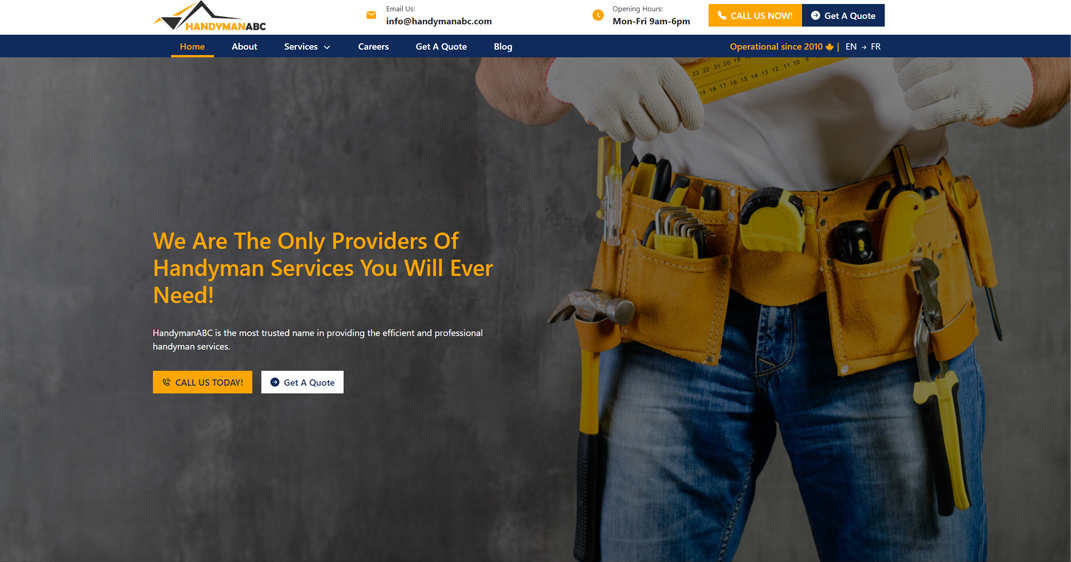 HANDYMANABC
Email Us:
info@handymanabc.com
Opening Hours:
Mon-Fri 9am-6pm
CALL US NOW!
Get A Quote
Home
About
Services
Careers
Get A Quote
Blog
Operational since 2010 | EN → FR
We Are The Only Providers Of
Handyman Services You Will Ever
Need!
HandymanABC is the most trusted name in providing the efficient and professional
handyman services.
CALL US TODAY!
Get A Quote